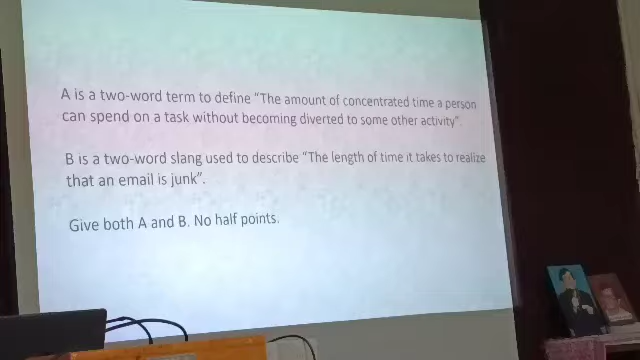 A is a two-word term to define "The amount of concentrated time a person
can spend on a task without becoming diverted to some other activity".
B is a two-word slang used to describe "The length of time it takes to realize
that an email is junk".
Give both A and B. No half points.